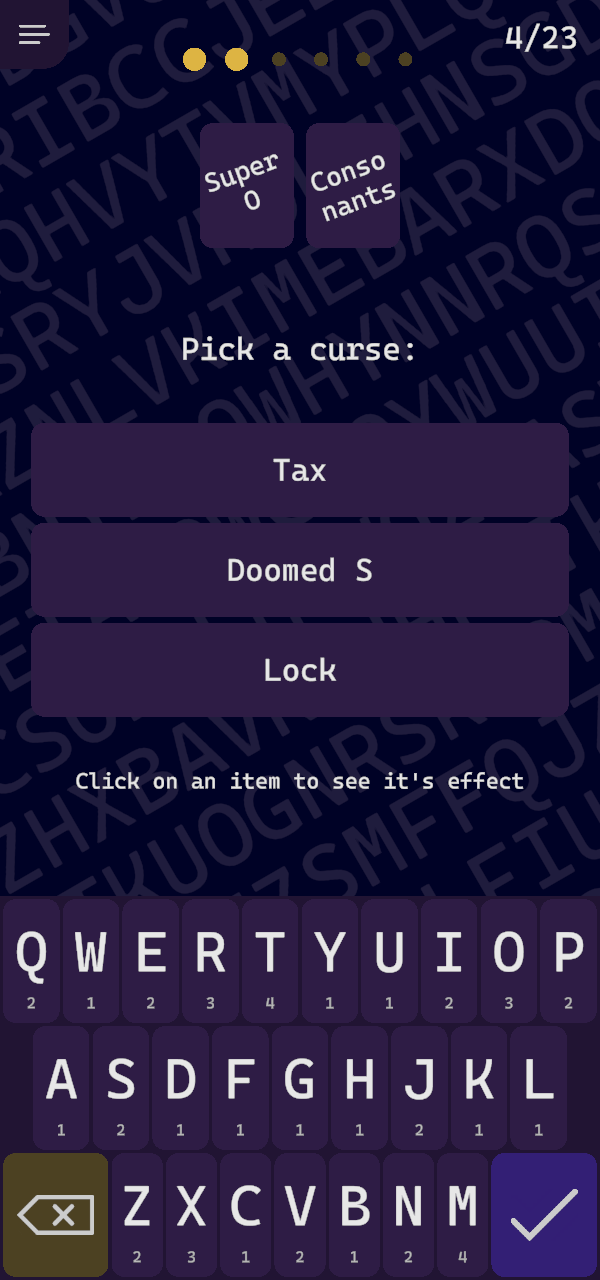 4/23
Super
O
Conso
nants
Pick a curse:
Tax
Doomed S
Lock
Click on an item to see it's effect
Q W E R T Y U I O P
2 1 2 3 4 1 1 2 3 2
A S D F G H J K L
1 2 1 1 1 1 2 1 1
Z X C V B N M
2 3 1 2 1 2 4